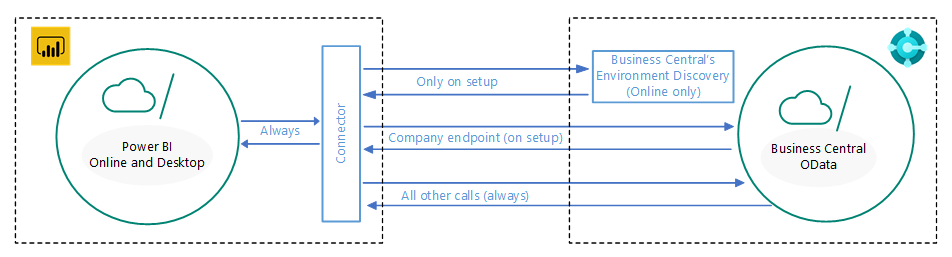 Power BI
Online and Desktop
Always
Connector
Only on setup
Business Central's
Environment Discovery
(Online only)
Company endpoint (on setup)
All other calls (always)
Business Central
OData